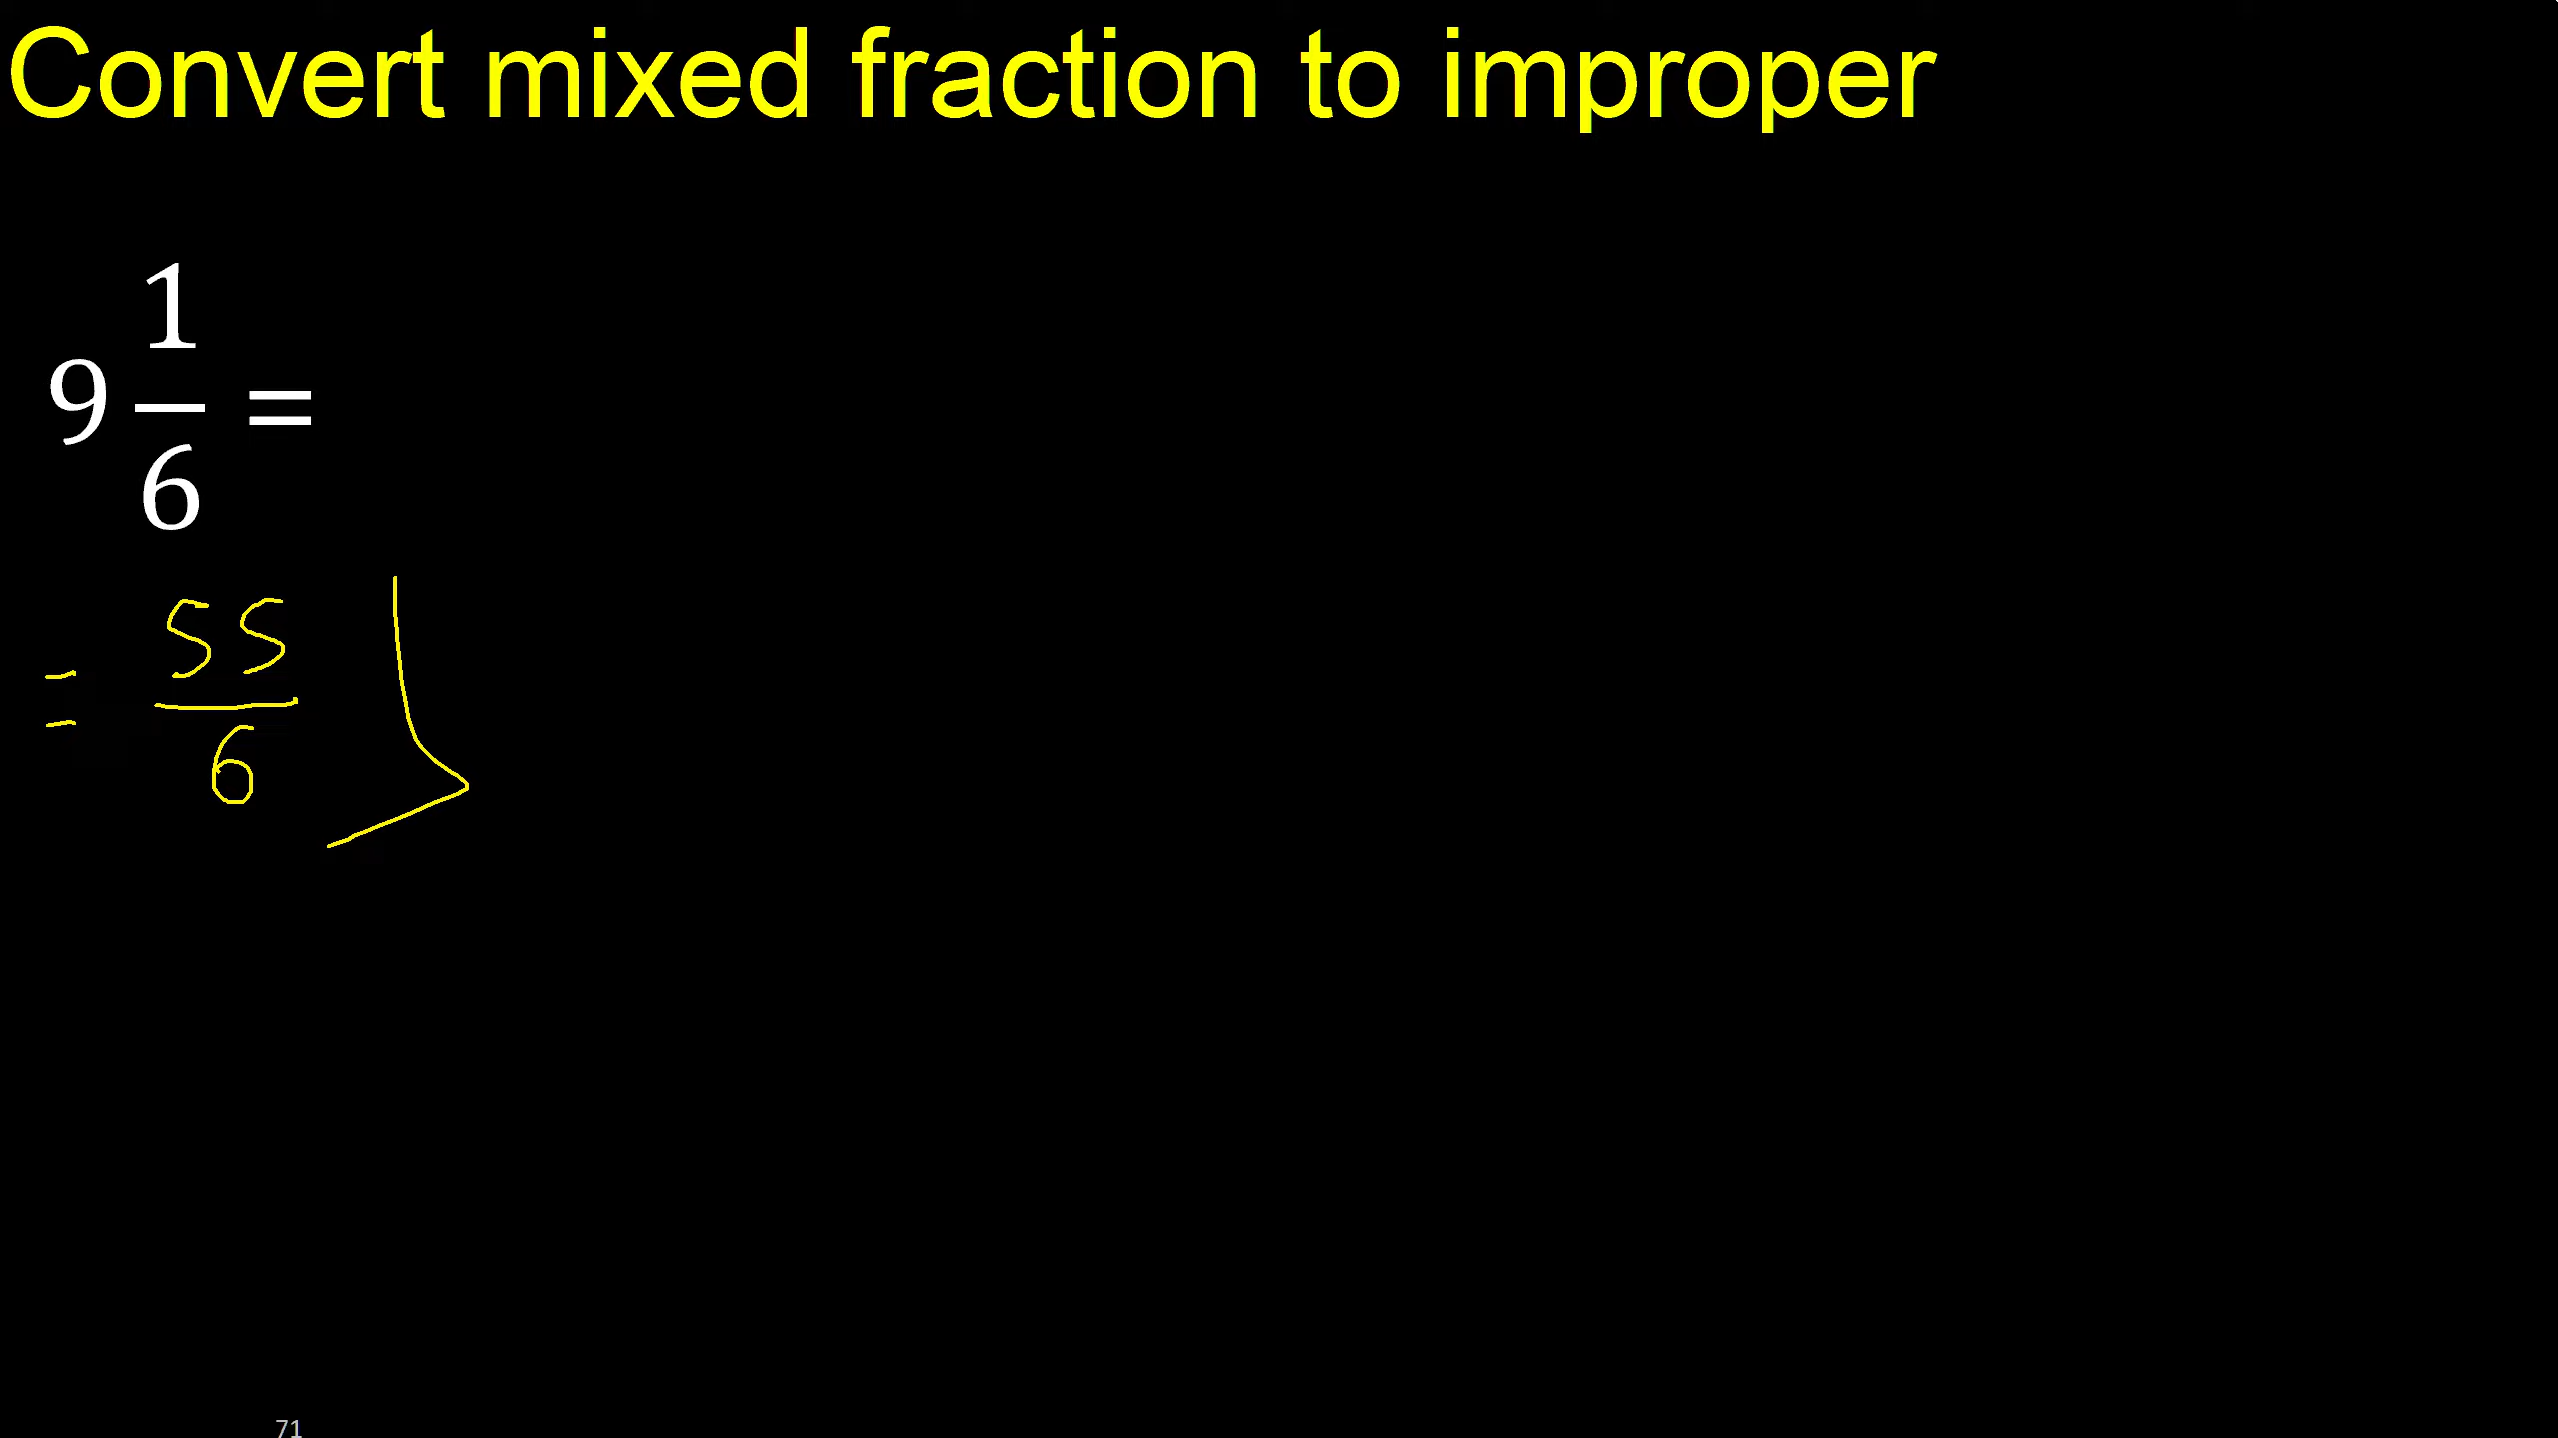 Convert mixed fraction to improper
9 1/6 =
= 55/6
71